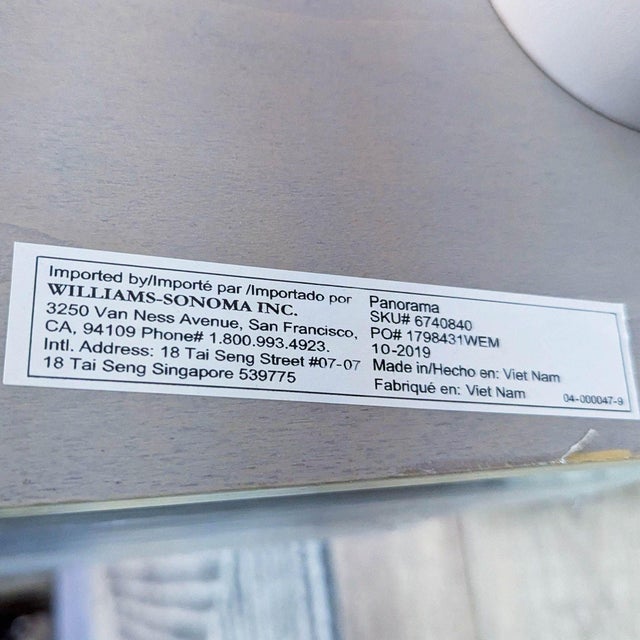 Imported by/Importé par /Importado por
WILLIAMS-SONOMA INC.
3250 Van Ness Avenue, San Francisco,
CA, 94109 Phone# 1.800.993.4923.
Intl. Address: 18 Tai Seng Street #07-07
18 Tai Seng Singapore 539775
Panorama
SKU# 6740840
PO# 1798431WEM
10-2019
Made in/Hecho en: Viet Nam
Fabriqué en: Viet Nam
04-000047-9